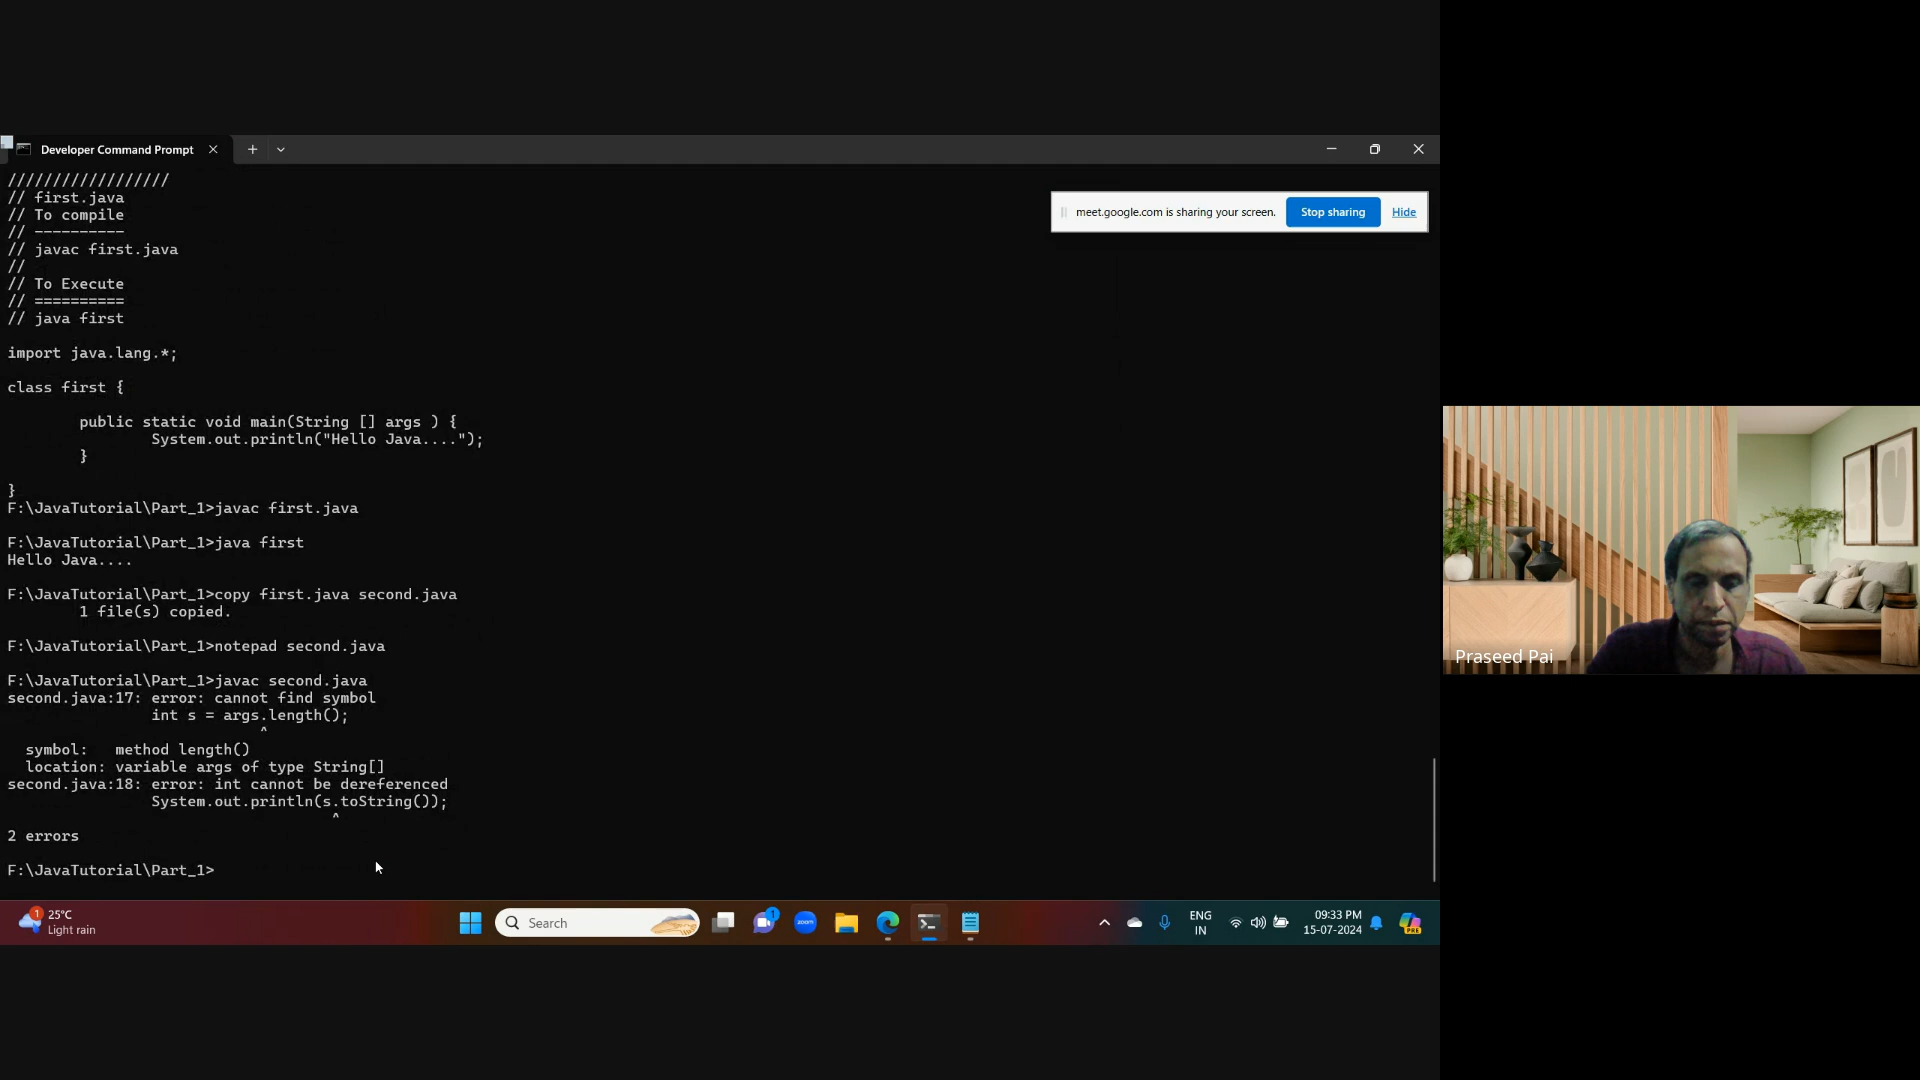 Developer Command Prompt
//////////////////
// first.java
// To compile
// ----------
// javac first.java
//
// To Execute
// ==========
// java first
import java.lang.*;
class first {
public static void main(String [] args ) {
System.out.println("Hello Java....");
}
}
F:\JavaTutorial\Part_1>javac first.java
F:\JavaTutorial\Part_1>java first
Hello Java....
F:\JavaTutorial\Part_1>copy first.java second.java
1 file(s) copied.
F:\JavaTutorial\Part_1>notepad second.java
F:\JavaTutorial\Part_1>javac second.java
second.java:17: error: cannot find symbol
int s = args.length();
^
symbol:   method length()
location: variable args of type String[]
second.java:18: error: int cannot be dereferenced
System.out.println(s.toString());
^
2 errors
F:\JavaTutorial\Part_1>
meet.google.com is sharing your screen. Stop sharing Hide
Praseed Pai
1
25°C
Light rain
Search
1
zoom
ENG
IN
09:33 PM
15-07-2024
PRE